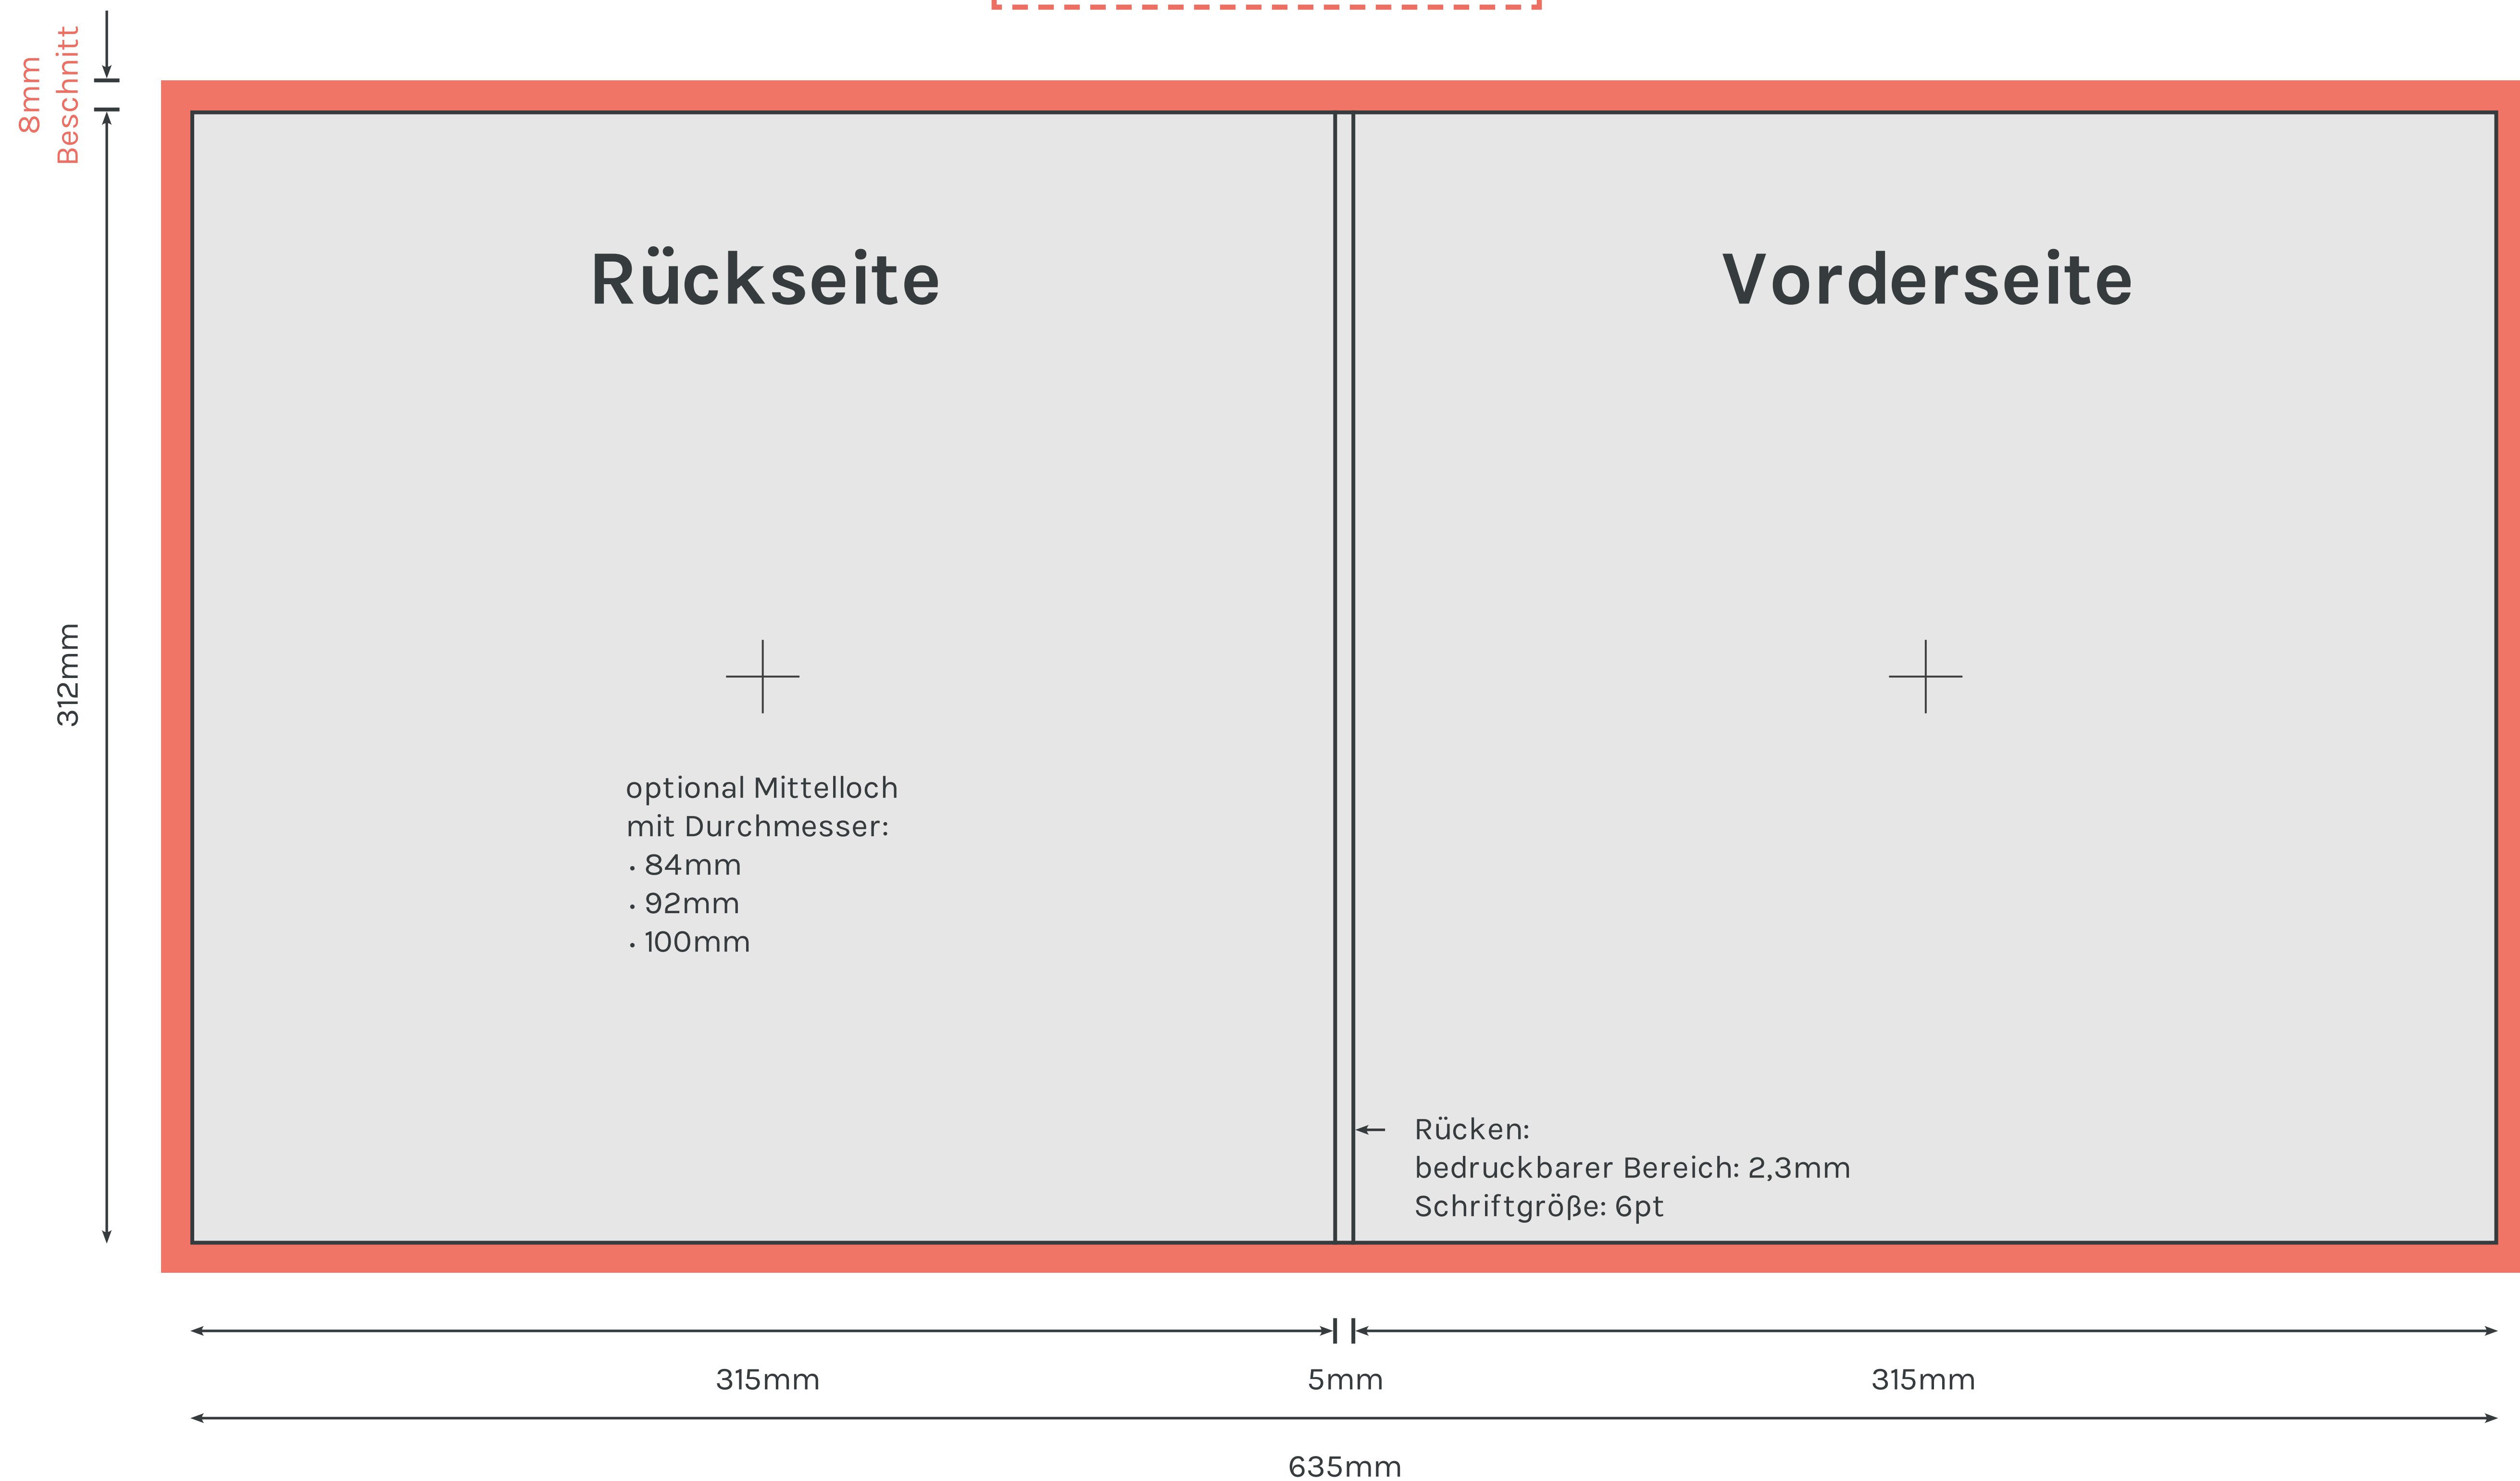 8mm
Beschnitt
Rückseite
Vorderseite
312mm
optional Mittelloch
mit Durchmesser:
• 84mm
• 92mm
• 100mm
Rücken:
bedruckbarer Bereich: 2,3mm
Schriftgröße: 6pt
315mm
5mm
315mm
635mm